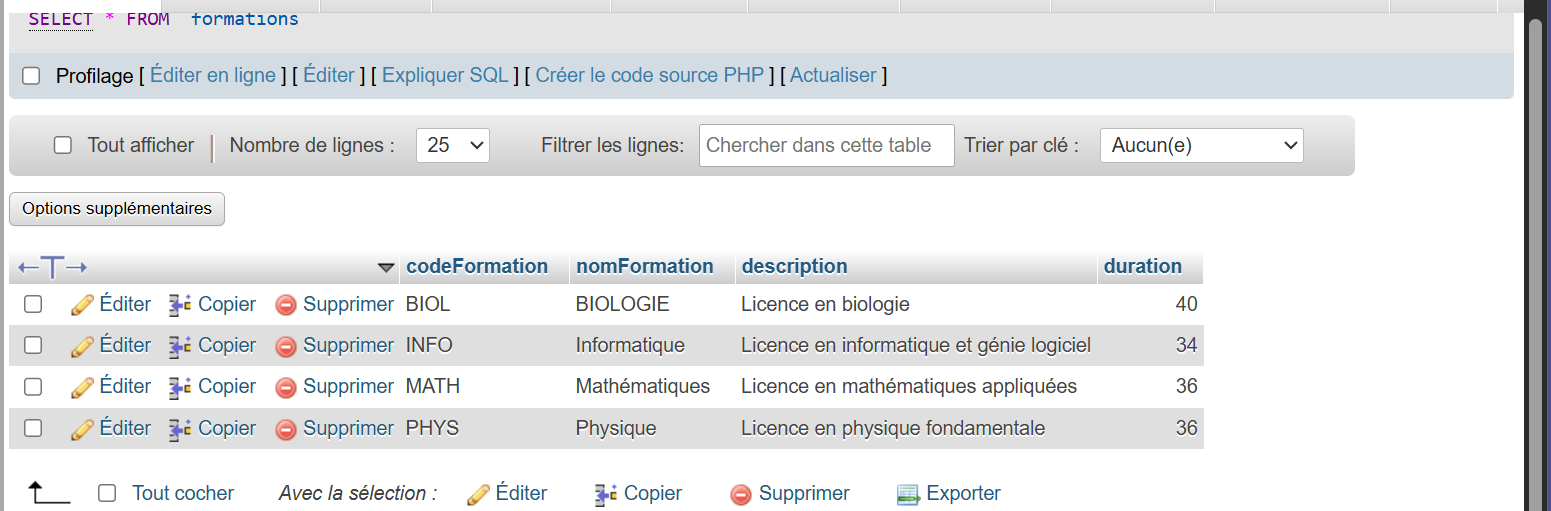 SELECT * FROM formations
Profilage [ Éditer en ligne ] [ Éditer ] [ Expliquer SQL ] [ Créer le code source PHP ] [ Actualiser ]
Tout afficher | Nombre de lignes : 25 Filtrer les lignes: Chercher dans cette table Trier par clé : Aucun(e)
Options supplémentaires
codeFormation nomFormation description duration
Éditer Copier Supprimer BIOL BIOLOGIE Licence en biologie 40
Éditer Copier Supprimer INFO Informatique Licence en informatique et génie logiciel 34
Éditer Copier Supprimer MATH Mathématiques Licence en mathématiques appliquées 36
Éditer Copier Supprimer PHYS Physique Licence en physique fondamentale 36
Tout cocher Avec la sélection : Éditer Copier Supprimer Exporter